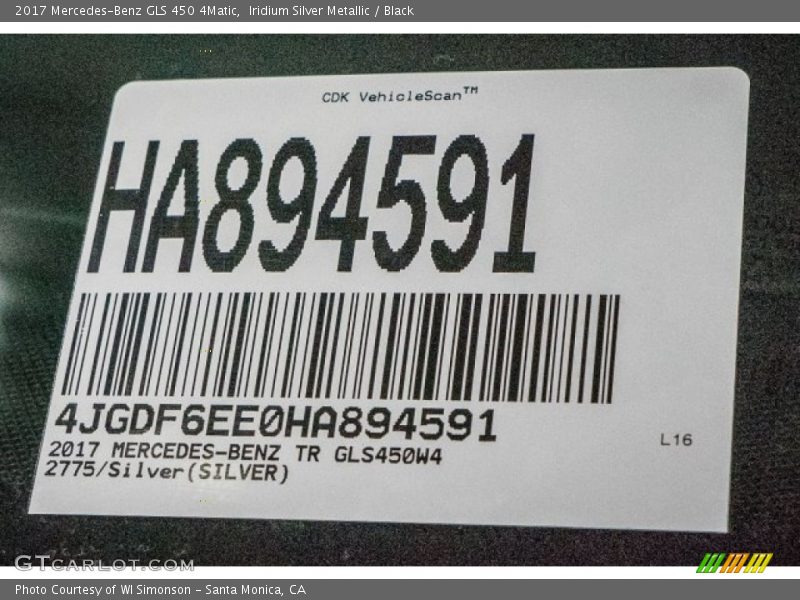 2017 Mercedes-Benz GLS 450 4Matic, Iridium Silver Metallic / Black
CDK VehicleScan™
HA894591
4JGDF6EE0HA894591
2017 MERCEDES-BENZ TR GLS450W4
2775/Silver(SILVER)
L16
GTCARLOT.COM
Photo Courtesy of WI Simonson - Santa Monica, CA